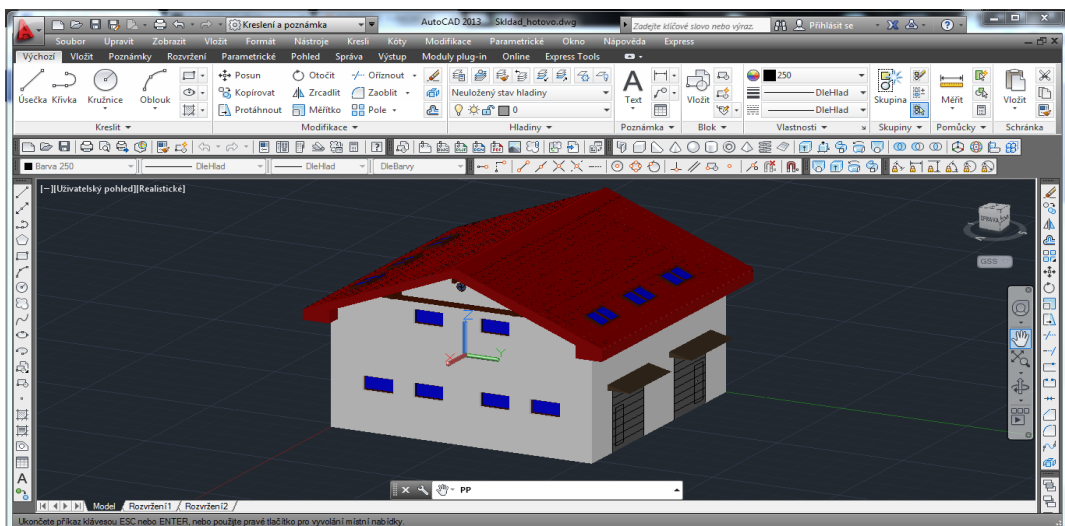 Kreslení a poznámka
AutoCAD 2013 Skldad_hotovo.dwg
Zadejte klíčové slovo nebo výraz.
Přihlásit se
Soubor Upravit Zobrazit Vložit Formát Nástroje Kresli Kóty Modifikace Parametrické Okno Nápověda Express
Výchozí Vložit Poznámky Rozvržení Parametrické Pohled Správa Výstup Moduly plug-in Online Express Tools
Úsečka Křivka Kružnice Oblouk
Posun Otočit Oříznout
Kopírovat Zrcadlit Zaoblit
Protáhnout Měřítko Pole
Neuložený stav hladiny
0
Text
Vložit
250
DleHlad
DleHlad
Skupina
Měřit
Vložit
Kreslit Modifikace Hladiny Poznámka Blok Vlastnosti Skupiny Pomůcky Schránka
Barva 250 DleHlad DleHlad DleBarvy
[−][Uživatelský pohled][Realistické]
SPRAVA
GSS
Z
X
Y
PP
Model Rozvržení1 Rozvržení2
Ukončete příkaz klávesou ESC nebo ENTER, nebo použijte pravé tlačítko pro vyvolání místní nabídky.